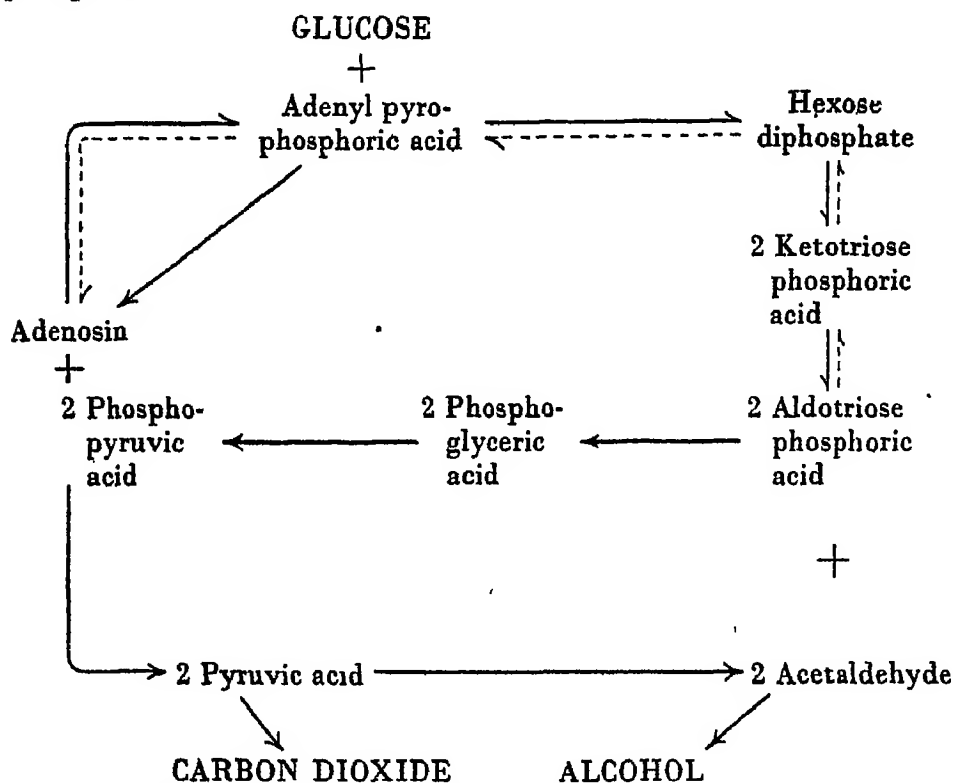 GLUCOSE
+
Adenyl pyro-
phosphoric acid
Hexose
diphosphate
2 Ketotriose
phosphoric
acid
Adenosin
+
2 Phospho-
pyruvic
acid
2 Phospho-
glyceric
acid
2 Aldotriose
phosphoric
acid
+
2 Pyruvic acid
2 Acetaldehyde
CARBON DIOXIDE
ALCOHOL